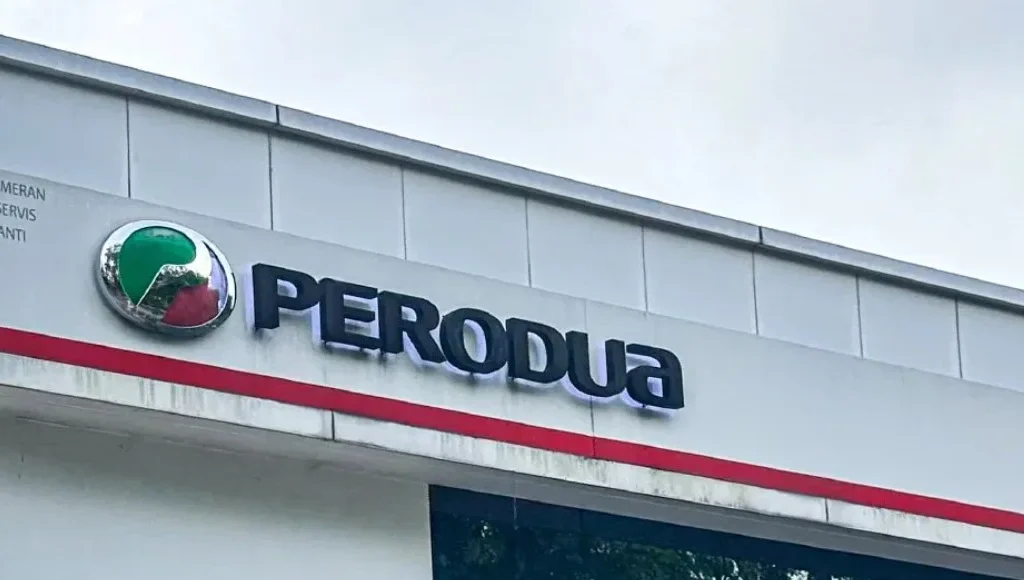 MERAN
SERVIS
ANTI
PERODUA